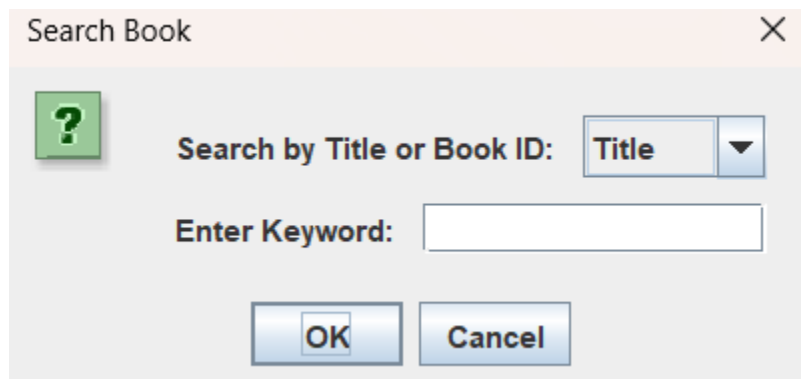 Search Book
?
Search by Title or Book ID: Title
Enter Keyword:
OK Cancel